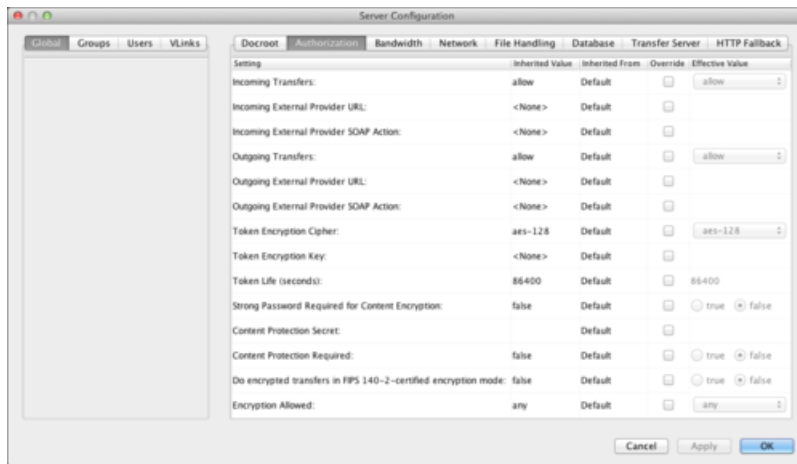 Server Configuration
Global Groups Users VLinks
Docroot Authorization Bandwidth Network File Handling Database Transfer Server HTTP Fallback
Setting Inherited Value Inherited From Override Effective Value
Incoming Transfers: allow Default allow
Incoming External Provider URL: <None> Default
Incoming External Provider SOAP Action: <None> Default
Outgoing Transfers: allow Default allow
Outgoing External Provider URL: <None> Default
Outgoing External Provider SOAP Action: <None> Default
Token Encryption Cipher: aes-128 Default aes-128
Token Encryption Key: <None> Default
Token Life (seconds): 86400 Default 86400
Strong Password Required for Content Encryption: false Default true false
Content Protection Secret: Default
Content Protection Required: false Default true false
Do encrypted transfers in FIPS 140-2-certified encryption mode: false Default true false
Encryption Allowed: any Default any
Cancel Apply OK